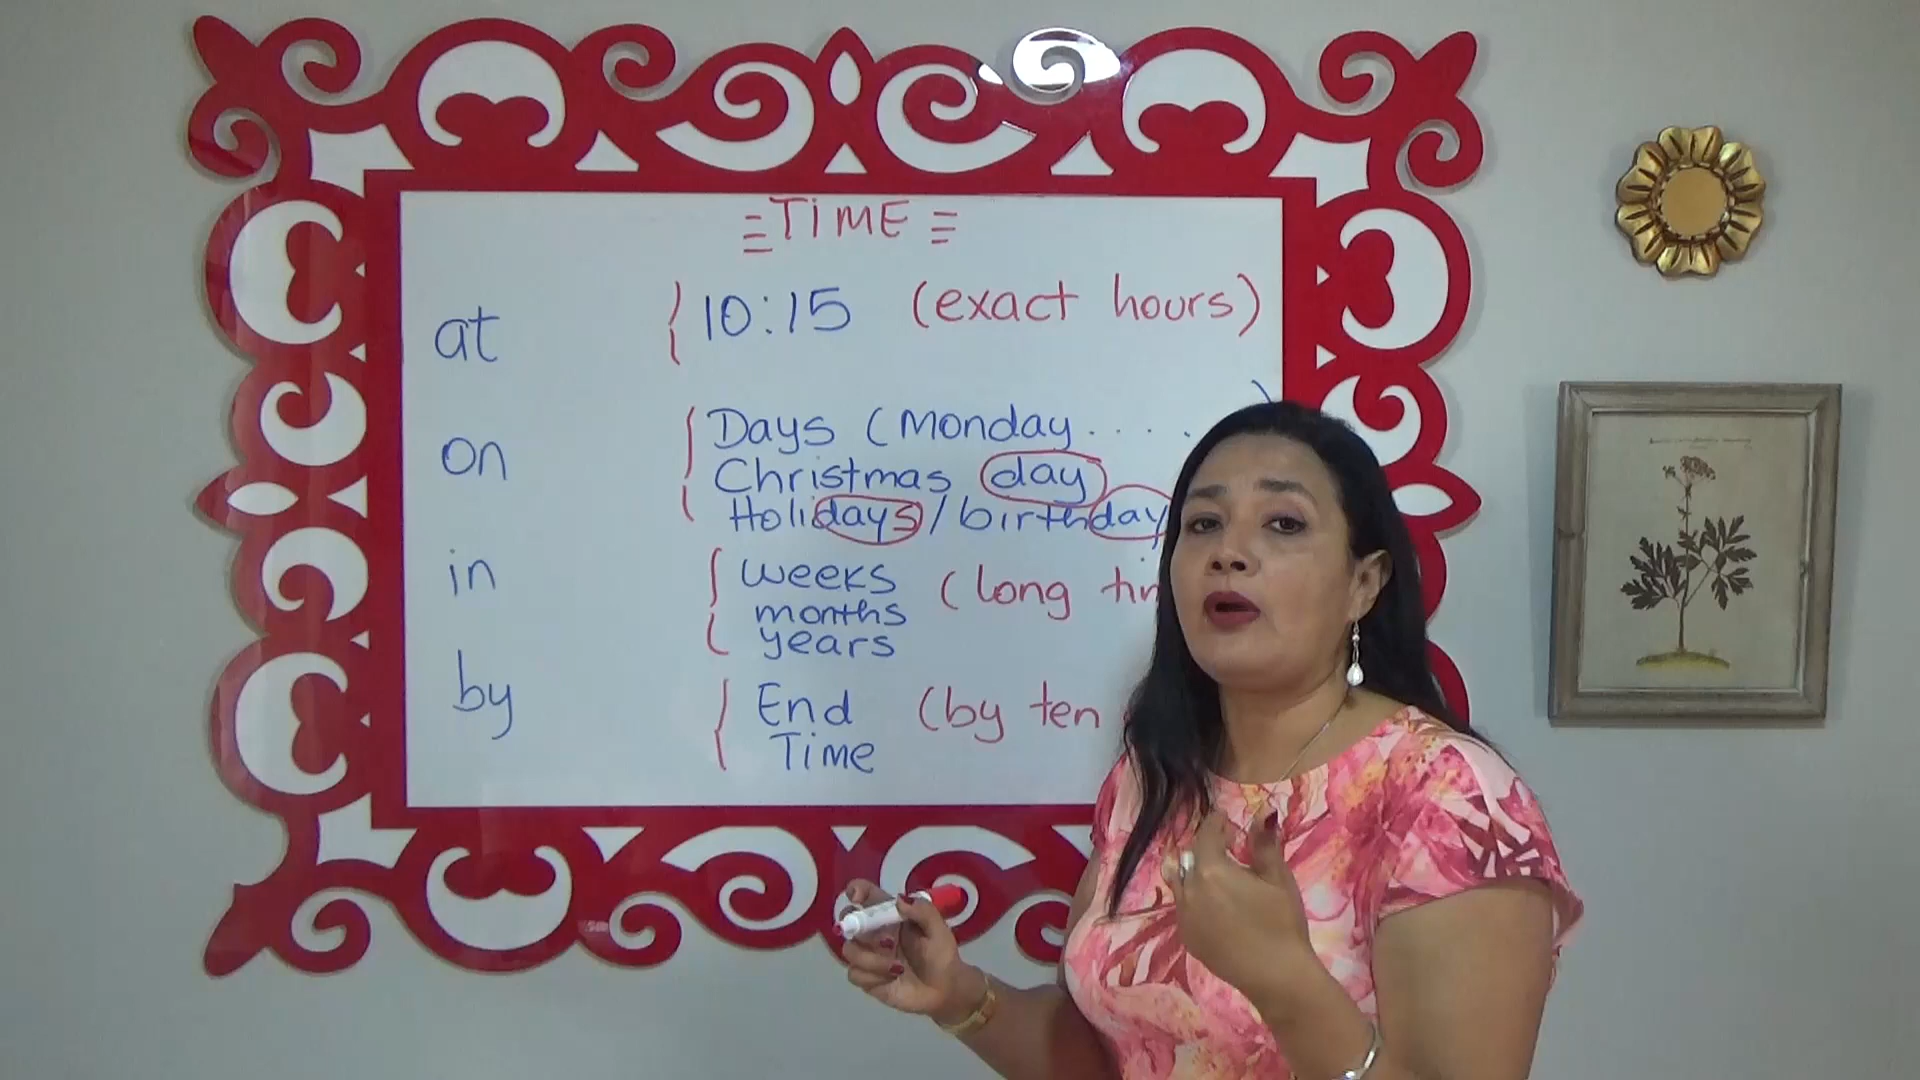 TIME
at 10:15 (exact hours)
Days (Monday . . . . )
on Christmas day
Holidays / birthday
in weeks (long
months
years
by End (by ten
Time